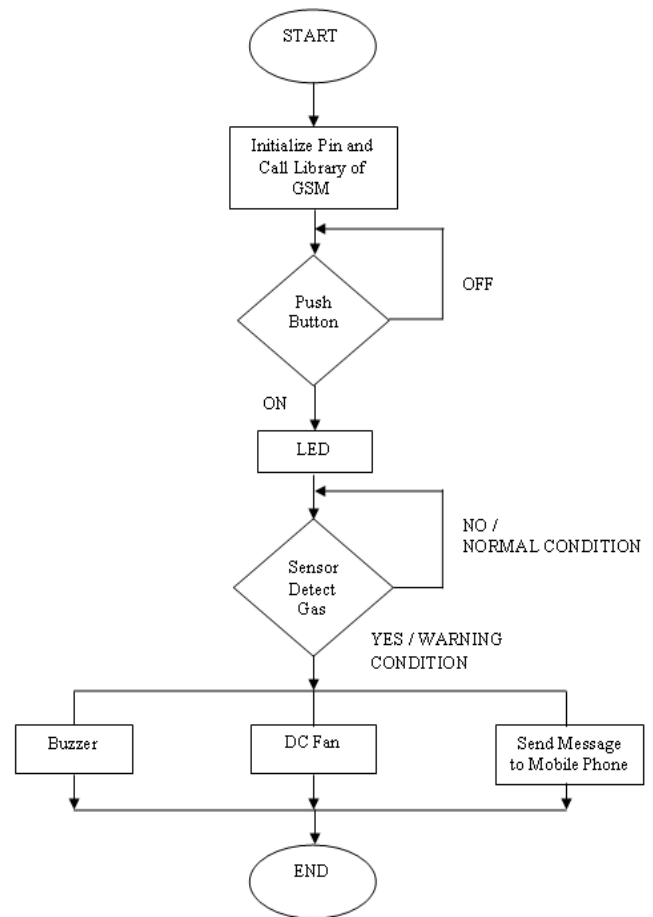 START
Initialize Pin and
Call Library of
GSM
Push
Button
OFF
ON
LED
NO /
NORMAL CONDITION
Sensor
Detect
Gas
YES / WARNING
CONDITION
Buzzer
DC Fan
Send Message
to Mobile Phone
END